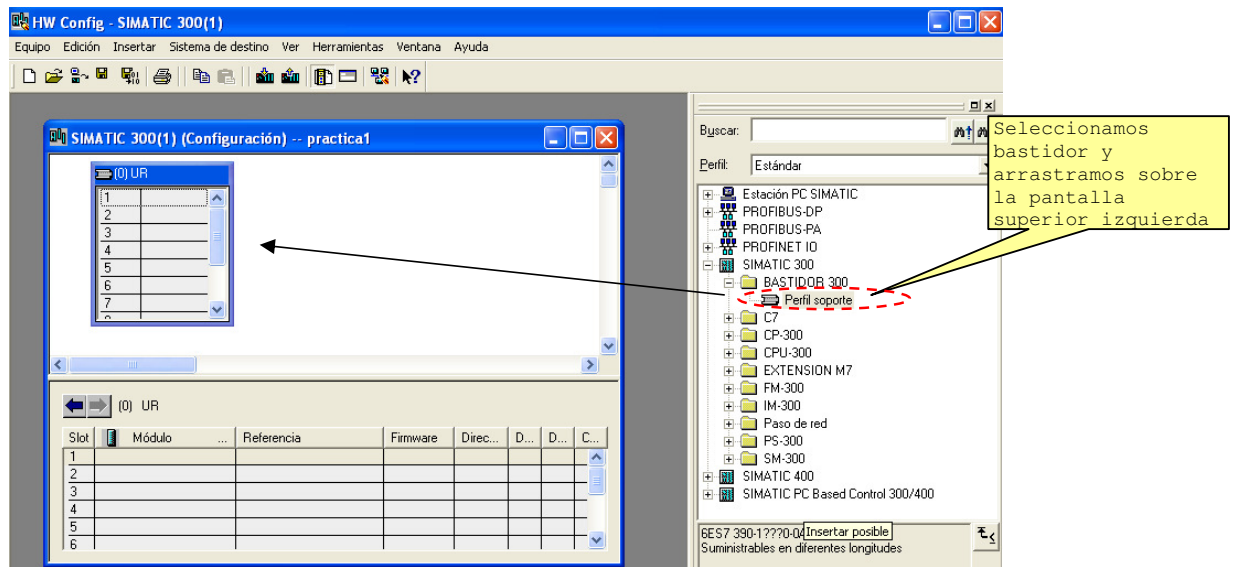 HW Config - SIMATIC 300(1)
Equipo Edición Insertar Sistema de destino Ver Herramientas Ventana Ayuda
SIMATIC 300(1) (Configuración) -- practica1
(0) UR
1
2
3
4
5
6
7
(0) UR
Slot Módulo ... Referencia Firmware Direc... D... D... C...
1
2
3
4
5
6
Buscar:
Perfil: Estándar
Estación PC SIMATIC
PROFIBUS-DP
PROFIBUS-PA
PROFINET IO
SIMATIC 300
BASTIDOR 300
Perfil soporte
C7
CP-300
CPU-300
EXTENSION M7
FM-300
IM-300
Paso de red
PS-300
SM-300
SIMATIC 400
SIMATIC PC Based Control 300/400
6ES7 390-1???0-0A
Insertar posible
Suministrables en diferentes longitudes
Seleccionamos
bastidor y
arrastramos sobre
la pantalla
superior izquierda